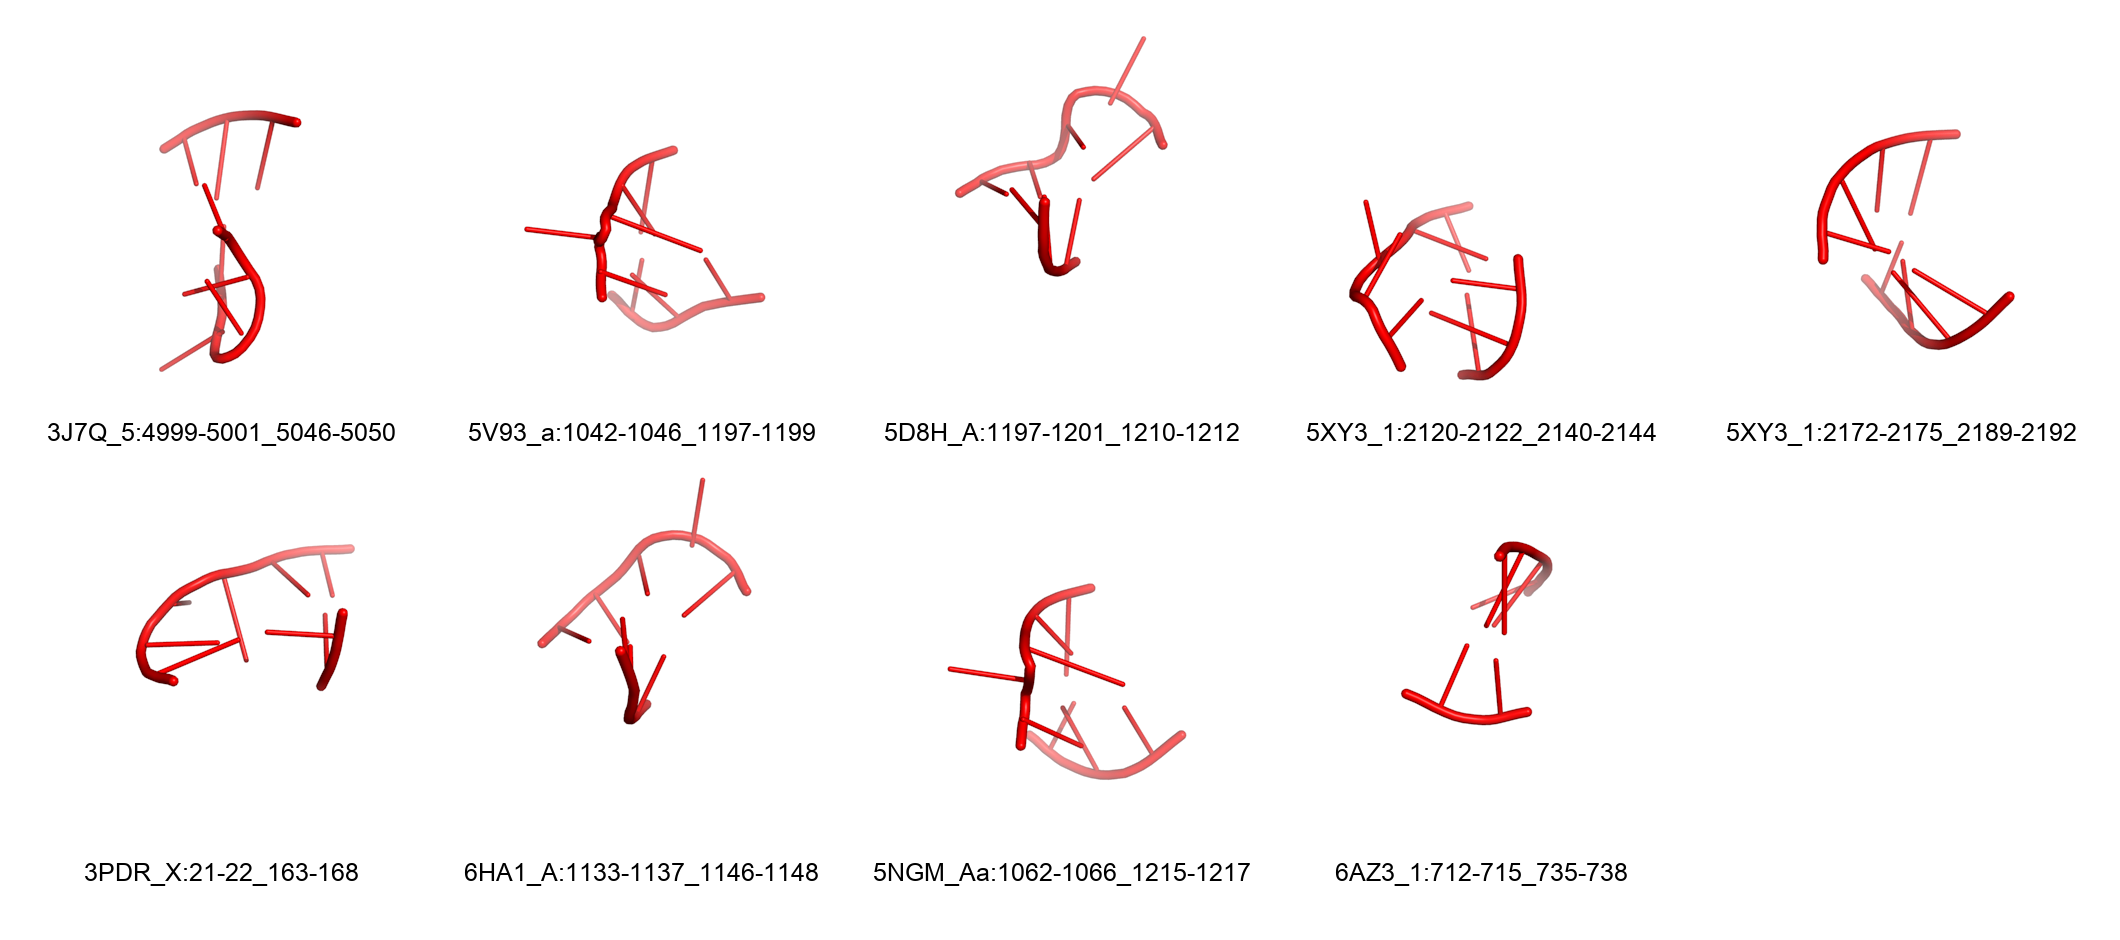 3J7Q_5:4999-5001_5046-5050
5V93_a:1042-1046_1197-1199
5D8H_A:1197-1201_1210-1212
5XY3_1:2120-2122_2140-2144
5XY3_1:2172-2175_2189-2192
3PDR_X:21-22_163-168
6HA1_A:1133-1137_1146-1148
5NGM_Aa:1062-1066_1215-1217
6AZ3_1:712-715_735-738